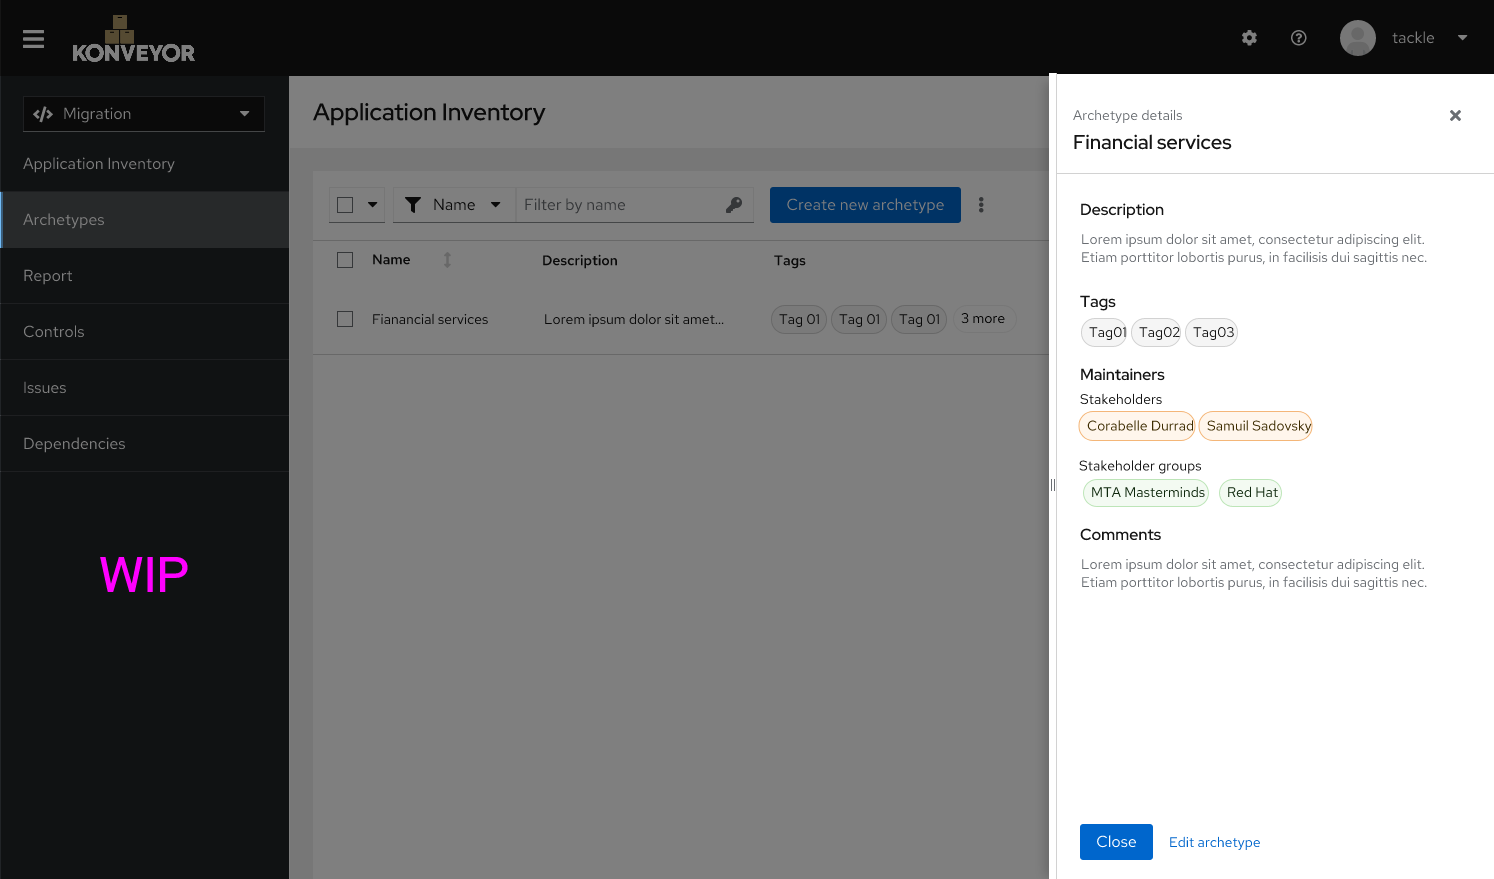 KONVEYOR
tackle
Migration
Application Inventory
Archetypes
Report
Controls
Issues
Dependencies
WIP
Application Inventory
Name
Filter by name
Create new archetype
Name Description Tags
Fianancial services Lorem ipsum dolor sit amet... Tag 01 Tag 01 Tag 01 3 more
Archetype details
Financial services
Description
Lorem ipsum dolor sit amet, consectetur adipiscing elit.
Etiam porttitor lobortis purus, in facilisis dui sagittis nec.
Tags
Tag01 Tag02 Tag03
Maintainers
Stakeholders
Corabelle Durrad Samuil Sadovsky
Stakeholder groups
MTA Masterminds Red Hat
Comments
Lorem ipsum dolor sit amet, consectetur adipiscing elit.
Etiam porttitor lobortis purus, in facilisis dui sagittis nec.
Close Edit archetype